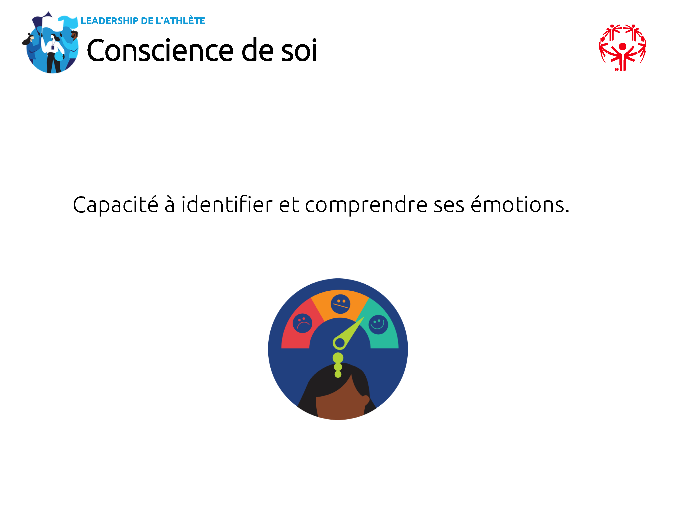 LEADERSHIP DE L'ATHLÈTE
Conscience de soi
Capacité à identifier et comprendre ses émotions.